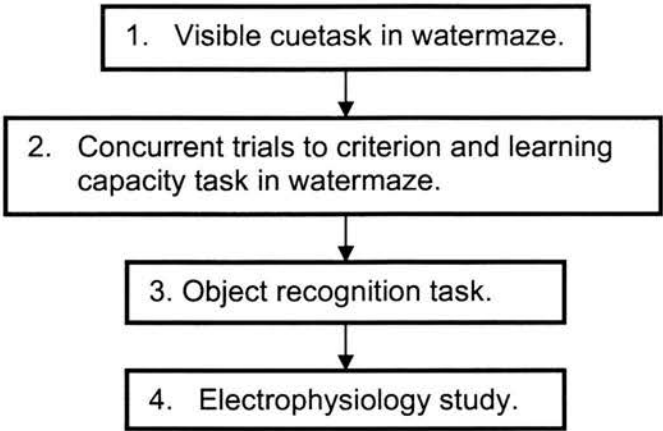 1. Visible cuetask in watermaze.
2. Concurrent trials to criterion and learning
capacity task in watermaze.
3. Object recognition task.
4. Electrophysiology study.